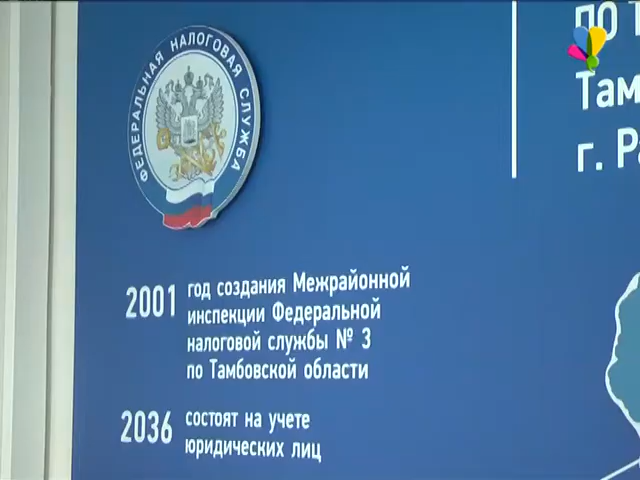 ФЕДЕРАЛЬНАЯ НАЛОГОВАЯ СЛУЖБА
по
Там
г. Ра
2001 год создания Межрайонной
инспекции Федеральной
налоговой службы № 3
по Тамбовской области
2036 состоят на учете
юридических лиц